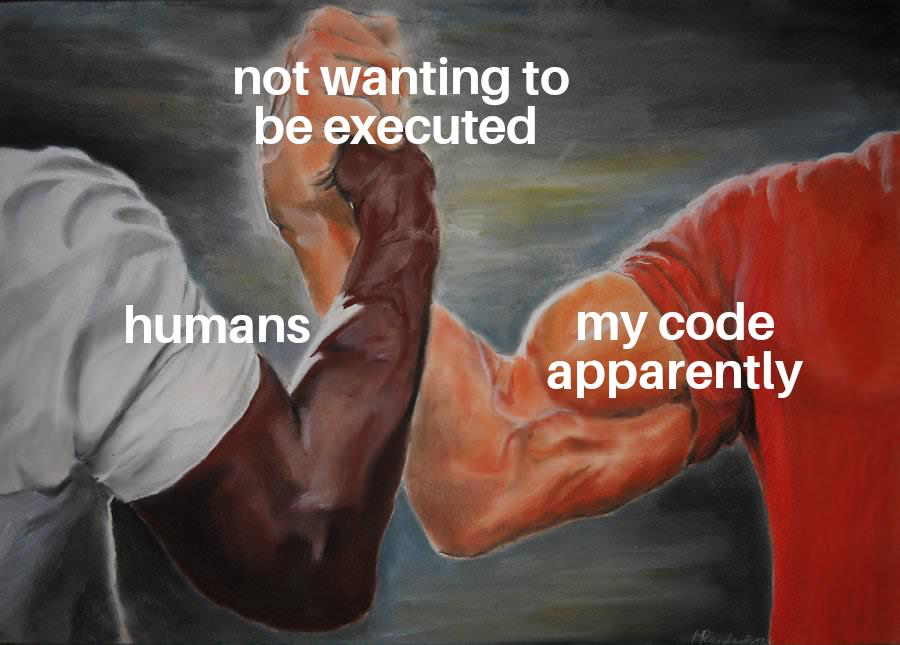 not wanting to
be executed
humans
my code
apparently